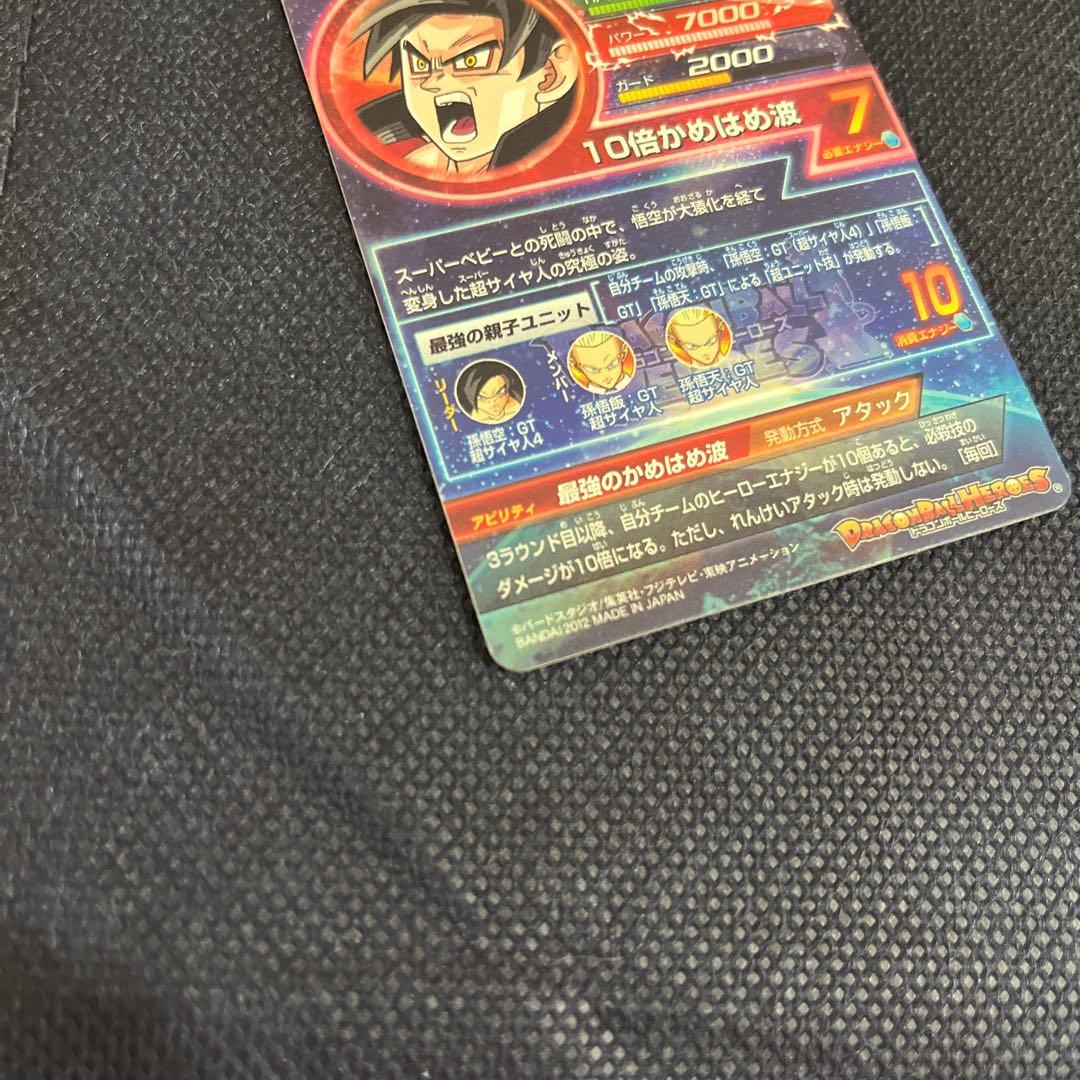 7000
パワー
2000
ガード
10倍かめはめ波
7
必要エナジー
スーパーベビーとの死闘の中で、悟空が大猿化を経て
変身した超サイヤ人の究極の姿。
最強の親子ユニット
自分チームの攻撃時、「孫悟空:GT(超サイヤ人4)」「孫悟飯:
GT」「孫悟天:GT」による「超ユニット技」が発動する。
10
消費エナジー
リーダー
孫悟空:GT
超サイヤ人4
メンバー
孫悟飯:GT
超サイヤ人
孫悟天:GT
超サイヤ人
アビリティ
最強のかめはめ波
発動方式 アタック
3ラウンド目以降、自分チームのヒーローエナジーが10個あると、必殺技の
ダメージが10倍になる。ただし、れんけいアタック時は発動しない。[毎回]
DRAGONBALL HEROES®
ドラゴンボールヒーローズ
©バードスタジオ/集英社・フジテレビ・東映アニメーション
BANDAI 2012 MADE IN JAPAN